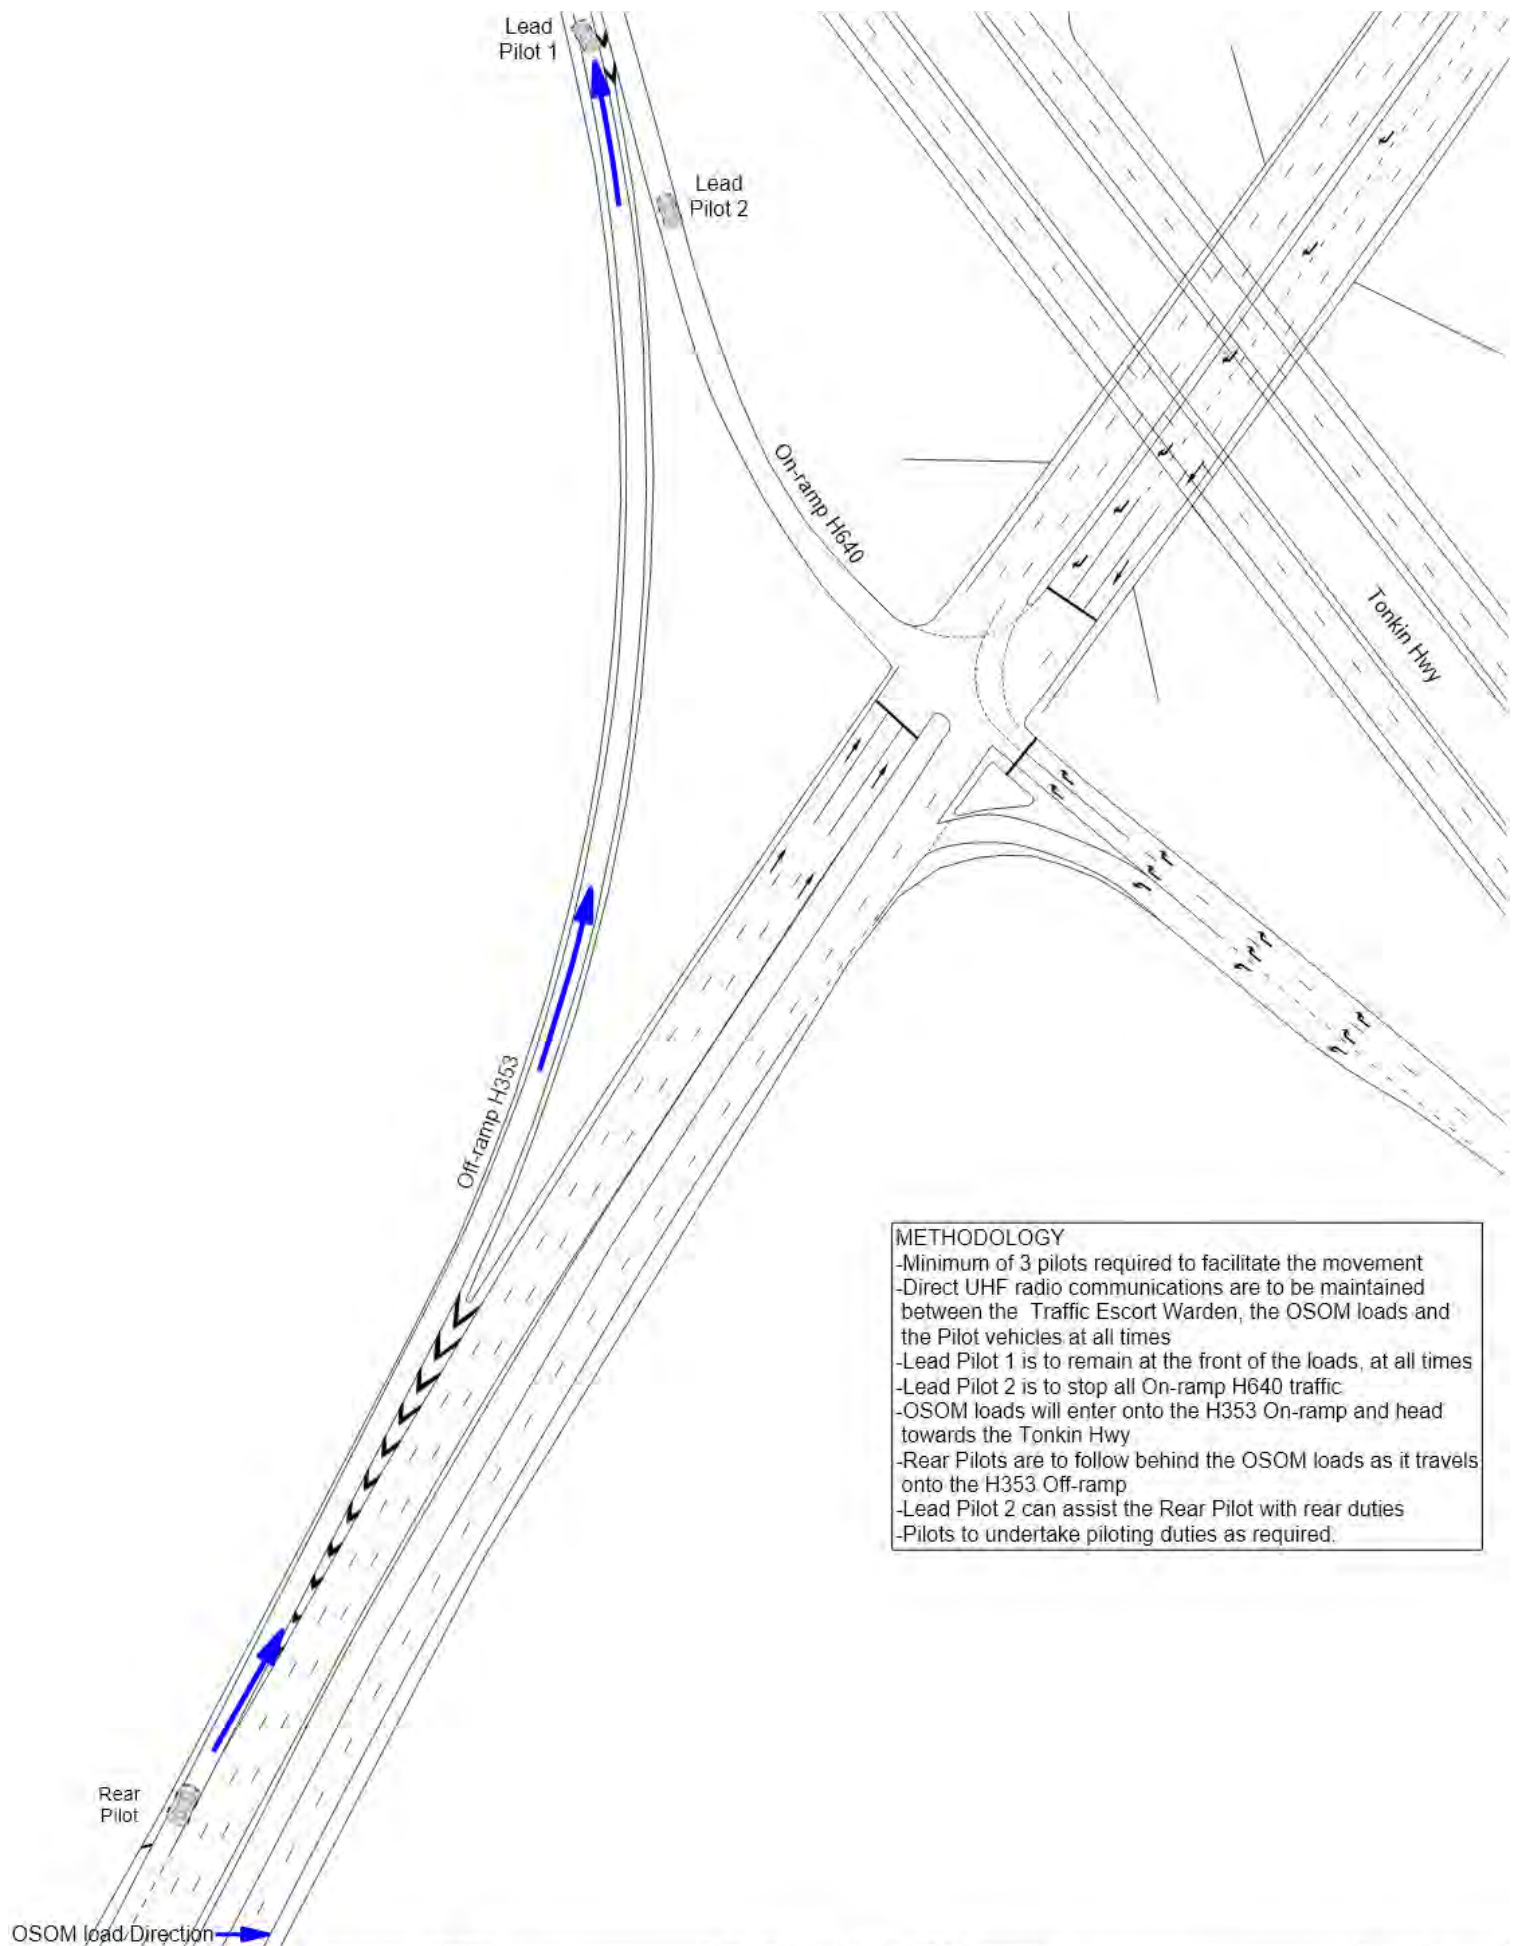 Lead
Pilot 1
Lead
Pilot 2
On-ramp H640
Tonkin Hwy
Off-ramp H353
METHODOLOGY
-Minimum of 3 pilots required to facilitate the movement
-Direct UHF radio communications are to be maintained
between the Traffic Escort Warden, the OSOM loads and
the Pilot vehicles at all times
-Lead Pilot 1 is to remain at the front of the loads, at all times
-Lead Pilot 2 is to stop all On-ramp H640 traffic
-OSOM loads will enter onto the H353 On-ramp and head
towards the Tonkin Hwy
-Rear Pilots are to follow behind the OSOM loads as it travels
onto the H353 Off-ramp
-Lead Pilot 2 can assist the Rear Pilot with rear duties
-Pilots to undertake piloting duties as required.
Rear
Pilot
OSOM load Direction